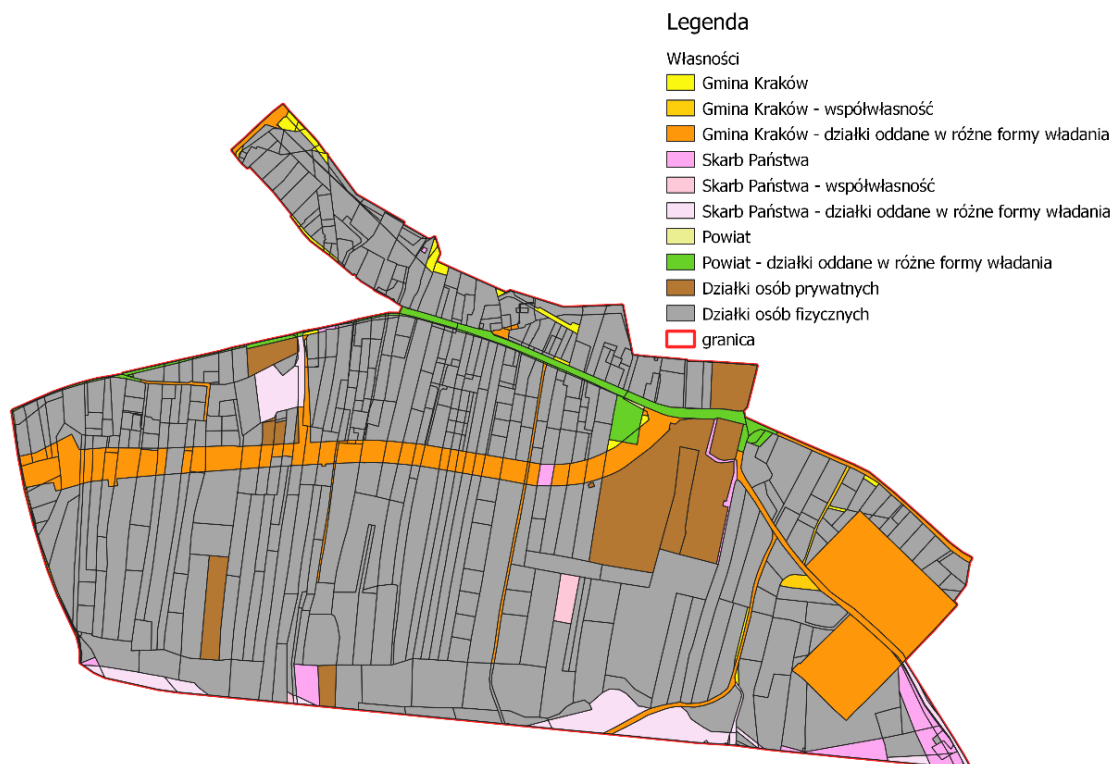 Legenda
Własności
Gmina Kraków
Gmina Kraków - współwłasność
Gmina Kraków - działki oddane w różne formy władania
Skarb Państwa
Skarb Państwa - współwłasność
Skarb Państwa - działki oddane w różne formy władania
Powiat
Powiat - działki oddane w różne formy władania
Działki osób prywatnych
Działki osób fizycznych
granica